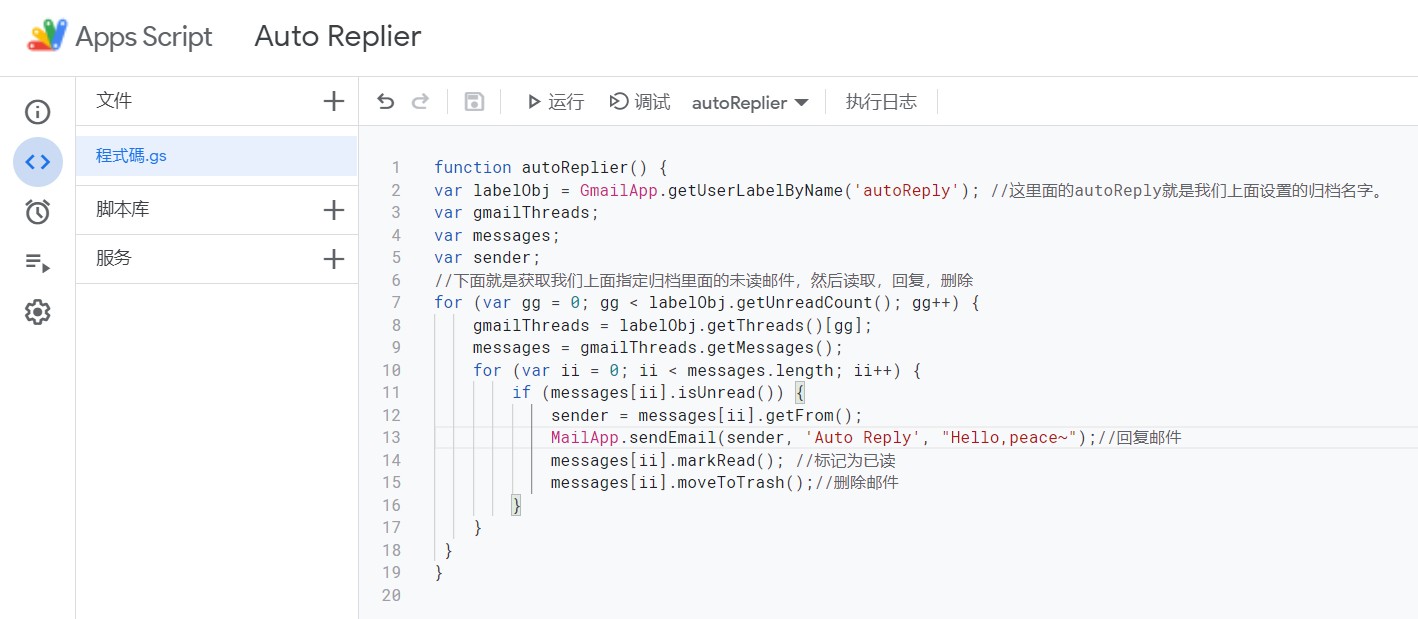 Apps Script Auto Replier
文件
程式碼.gs
脚本库
服务
运行 调试 autoReplier 执行日志
1 function autoReplier() {
2 var labelObj = GmailApp.getUserLabelByName('autoReply'); //这里面的autoReply就是我们上面设置的归档名字。
3 var gmailThreads;
4 var messages;
5 var sender;
6 //下面就是获取我们上面指定归档里面的未读邮件，然后读取，回复，删除
7 for (var gg = 0; gg < labelObj.getUnreadCount(); gg++) {
8 gmailThreads = labelObj.getThreads()[gg];
9 messages = gmailThreads.getMessages();
10 for (var ii = 0; ii < messages.length; ii++) {
11 if (messages[ii].isUnread()) {
12 sender = messages[ii].getFrom();
13 MailApp.sendEmail(sender, 'Auto Reply', "Hello,peace~");//回复邮件
14 messages[ii].markRead(); //标记为已读
15 messages[ii].moveToTrash();//删除邮件
16 }
17 }
18 }
19 }
20